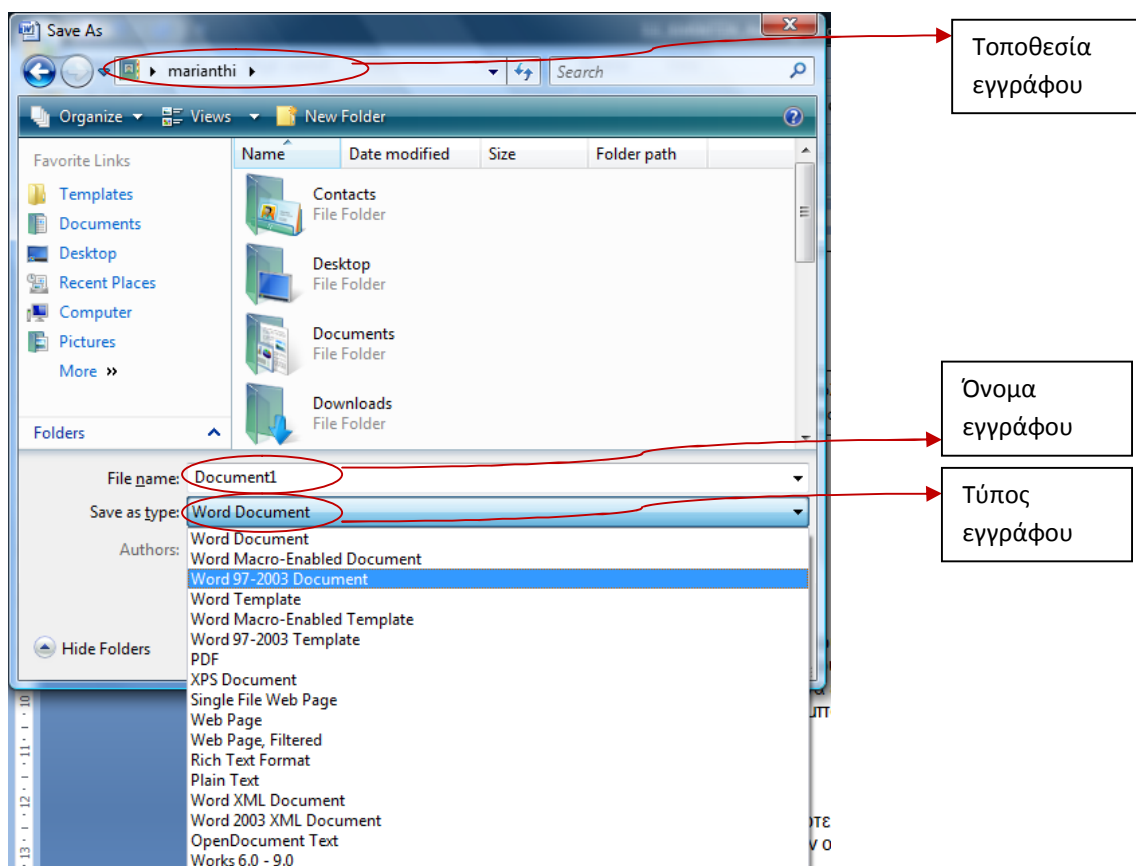 Save As
marianthi
Search
Organize Views New Folder
Favorite Links
Templates
Documents
Desktop
Recent Places
Computer
Pictures
More »
Folders
Name Date modified Size Folder path
Contacts
File Folder
Desktop
File Folder
Documents
File Folder
Downloads
File Folder
File name: Document1
Save as type: Word Document
Authors:
Word Document
Word Macro-Enabled Document
Word 97-2003 Document
Word Template
Word Macro-Enabled Template
Word 97-2003 Template
PDF
XPS Document
Single File Web Page
Web Page
Web Page, Filtered
Rich Text Format
Plain Text
Word XML Document
Word 2003 XML Document
OpenDocument Text
Works 6.0 - 9.0
Hide Folders
10
11
12
13
Τοποθεσία
εγγράφου
Όνομα
εγγράφου
Τύπος
εγγράφου